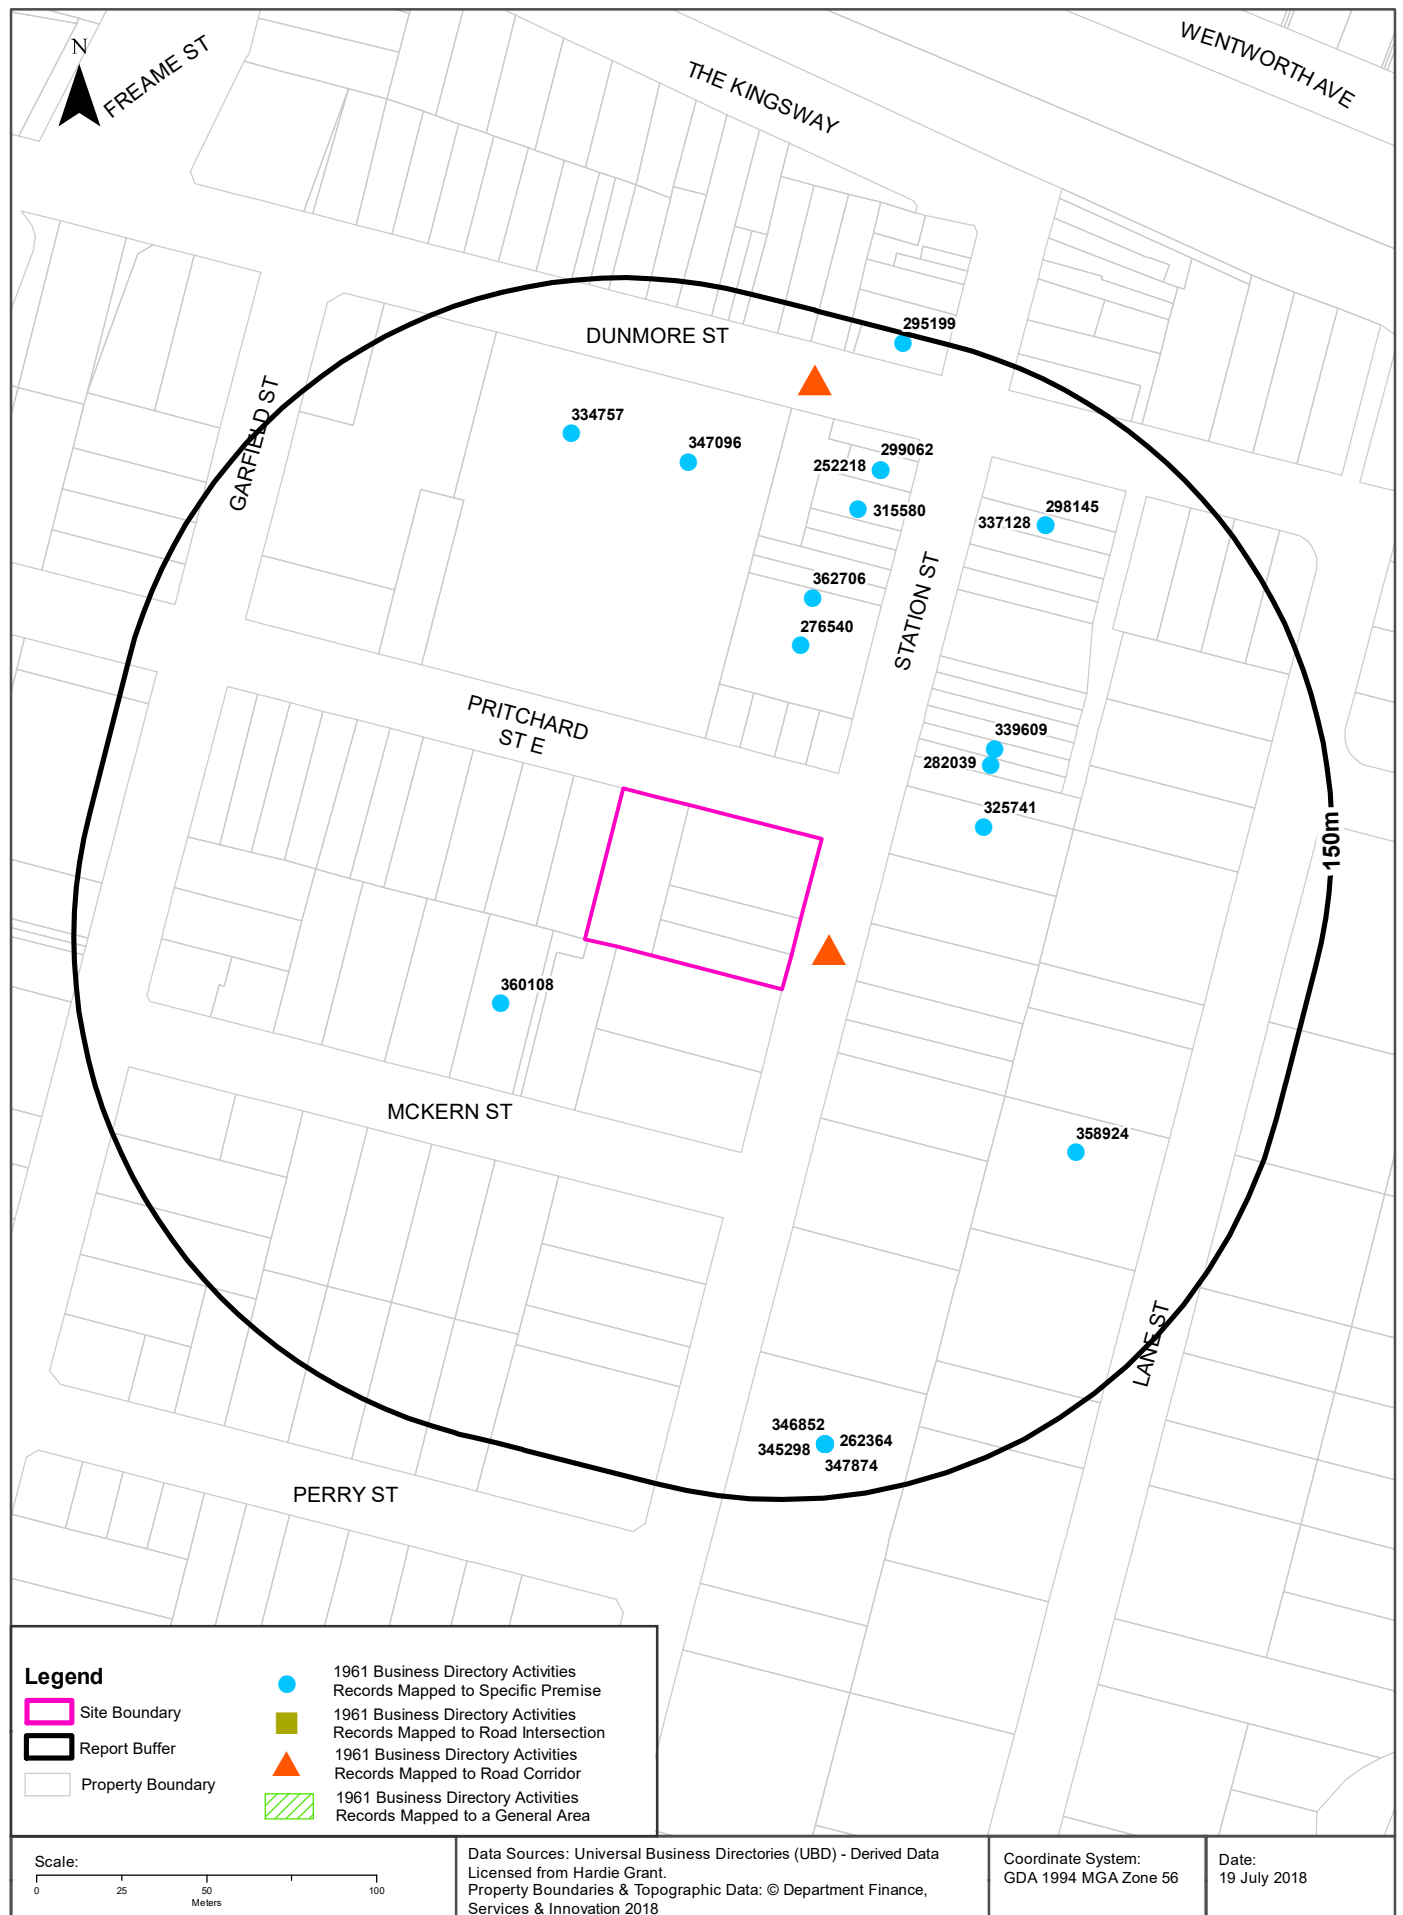 N
FREAME ST
THE KINGSWAY
WENTWORTH AVE
295199
DUNMORE ST
GARFIELD ST
334757
347096
299062
252218
315580
298145
337128
362706
276540
STATION ST
PRITCHARD
ST E
339609
282039
325741
150m
360108
MCKERN ST
358924
LANE ST
346852
262364
345298
347874
PERRY ST
Legend
Site Boundary
Report Buffer
Property Boundary
1961 Business Directory Activities
Records Mapped to Specific Premise
1961 Business Directory Activities
Records Mapped to Road Intersection
1961 Business Directory Activities
Records Mapped to Road Corridor
1961 Business Directory Activities
Records Mapped to a General Area
Scale:
0 25 50 100
Meters
Data Sources: Universal Business Directories (UBD) - Derived Data
Licensed from Hardie Grant.
Property Boundaries & Topographic Data: © Department Finance,
Services & Innovation 2018
Coordinate System:
GDA 1994 MGA Zone 56
Date:
19 July 2018